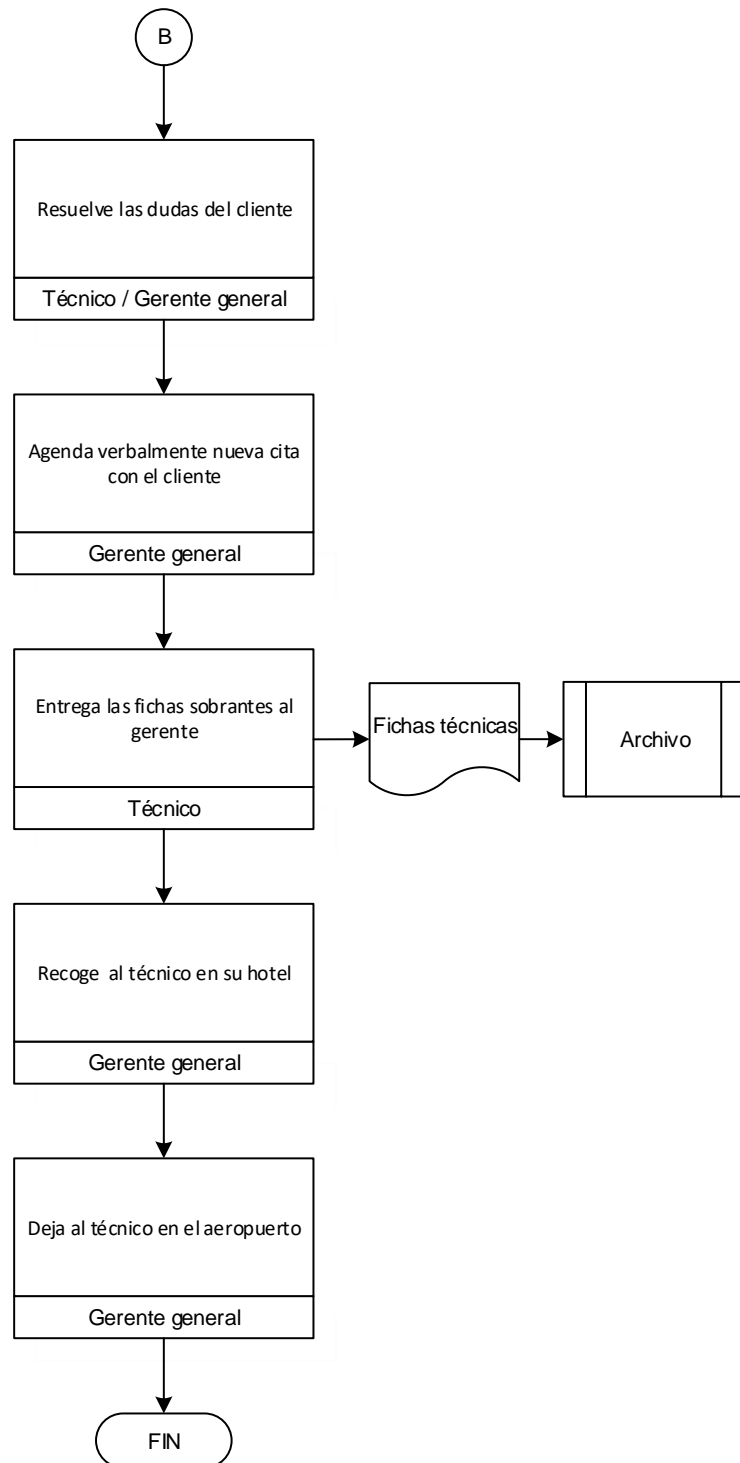 B
Resuelve las dudas del cliente
Técnico / Gerente general
Agenda verbalmente nueva cita
con el cliente
Gerente general
Entrega las fichas sobrantes al
gerente
Técnico
Fichas técnicas
Archivo
Recoge al técnico en su hotel
Gerente general
Deja al técnico en el aeropuerto
Gerente general
FIN